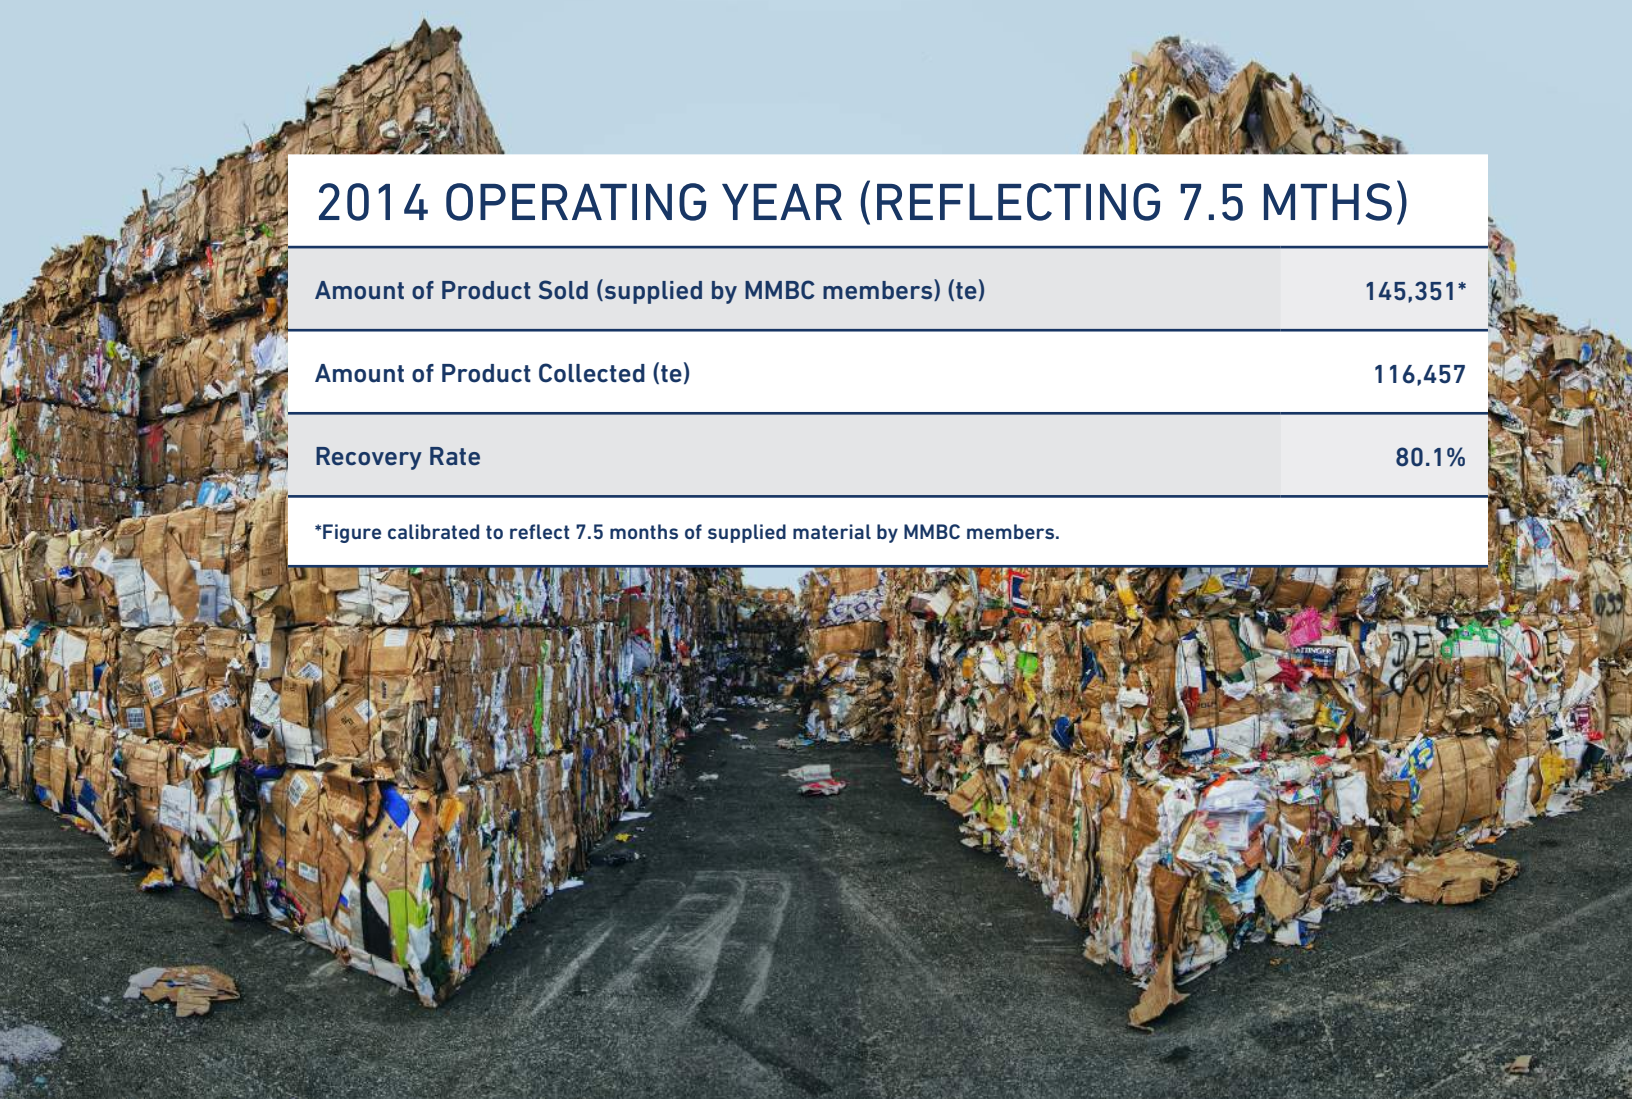 2014 OPERATING YEAR (REFLECTING 7.5 MTHS)
Amount of Product Sold (supplied by MMBC members) (te) 145,351*
Amount of Product Collected (te) 116,457
Recovery Rate 80.1%
*Figure calibrated to reflect 7.5 months of supplied material by MMBC members.